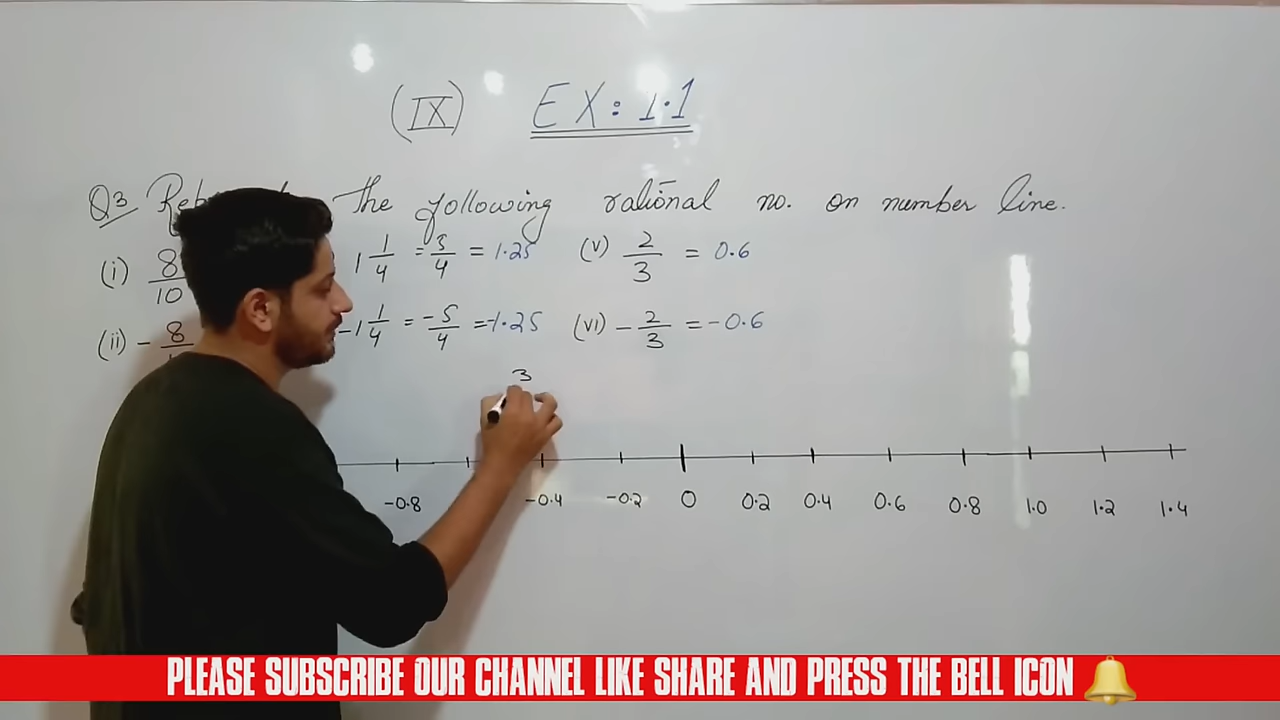 (IX) EX: 1.1
Q3 the following rational no. on number line.
(i) 8/10 1 1/4 = 5/4 = 1.25 (v) 2/3 = 0.6
(ii) - 8 -1 1/4 = -5/4 = -1.25 (vi) - 2/3 = -0.6
3
-0.8 -0.4 -0.2 0 0.2 0.4 0.6 0.8 1.0 1.2 1.4
PLEASE SUBSCRIBE OUR CHANNEL LIKE SHARE AND PRESS THE BELL ICON